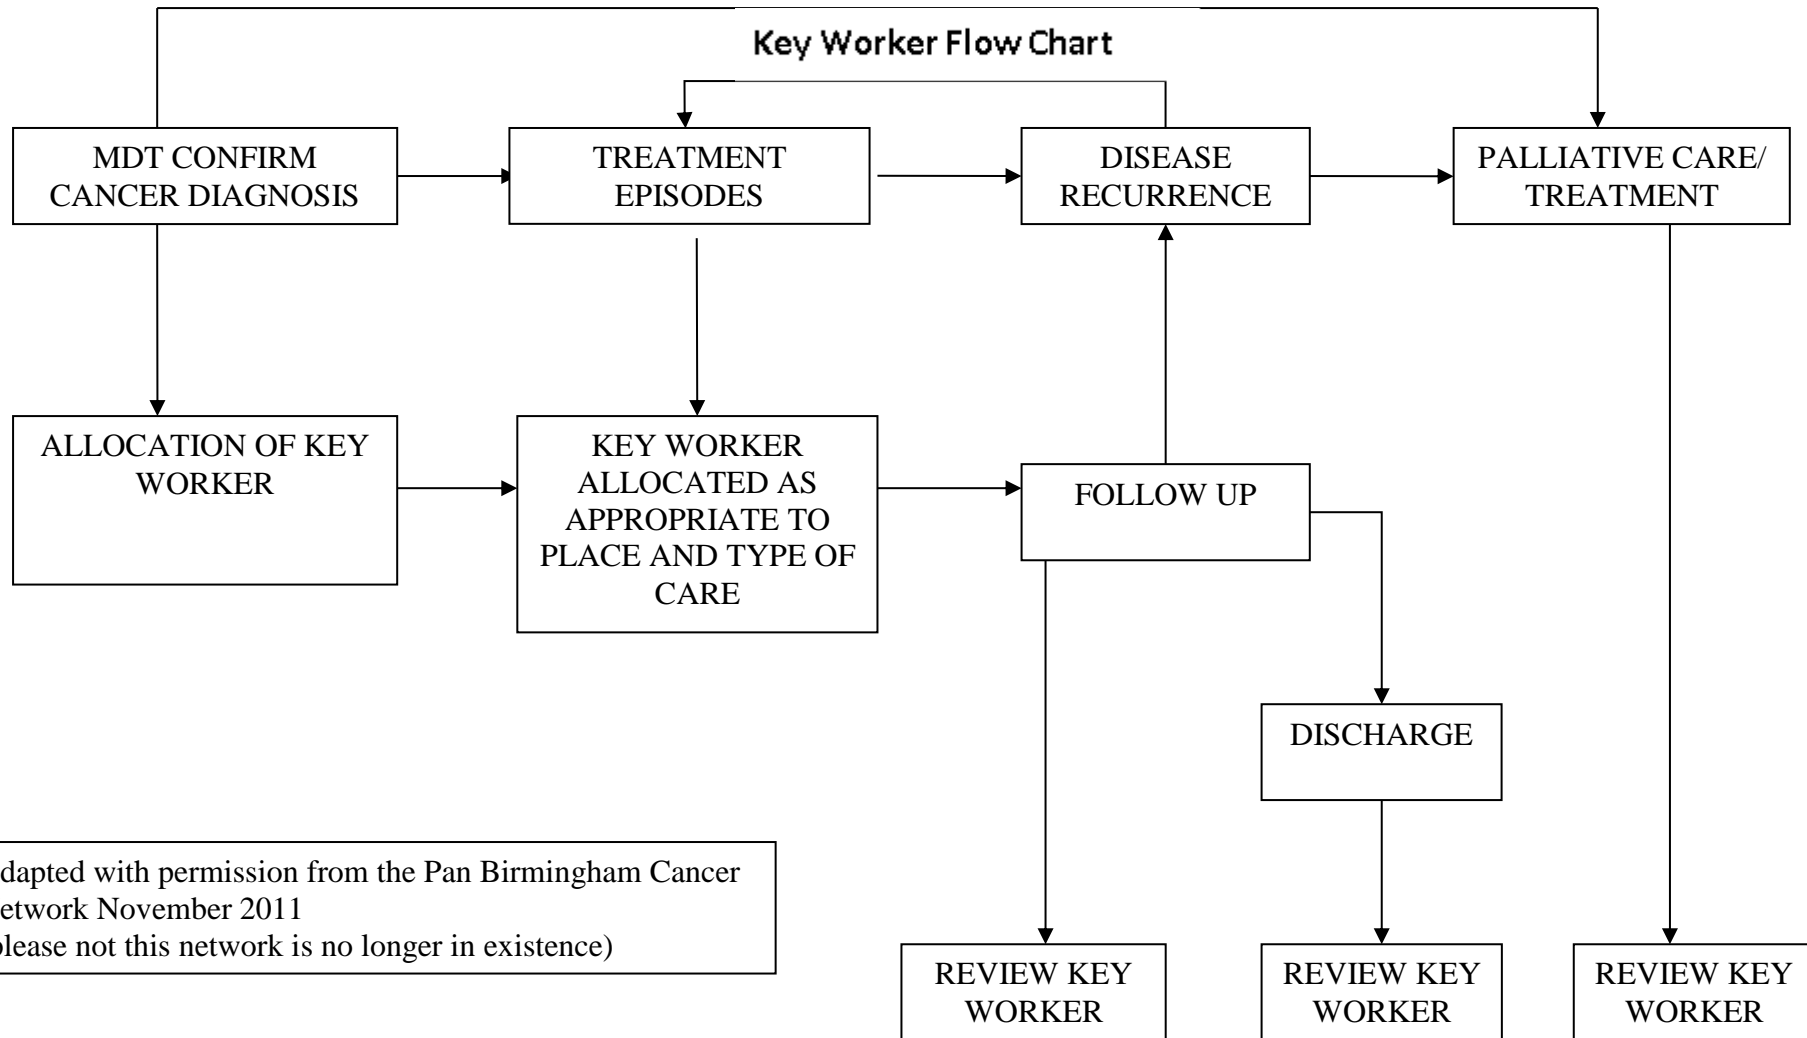 Key Worker Flow Chart
MDT CONFIRM
CANCER DIAGNOSIS
TREATMENT
EPISODES
DISEASE
RECURRENCE
PALLIATIVE CARE/
TREATMENT
ALLOCATION OF KEY
WORKER
KEY WORKER
ALLOCATED AS
APPROPRIATE TO
PLACE AND TYPE OF
CARE
FOLLOW UP
DISCHARGE
dapted with permission from the Pan Birmingham Cancer
etwork November 2011
please not this network is no longer in existence)
REVIEW KEY
WORKER
REVIEW KEY
WORKER
REVIEW KEY
WORKER